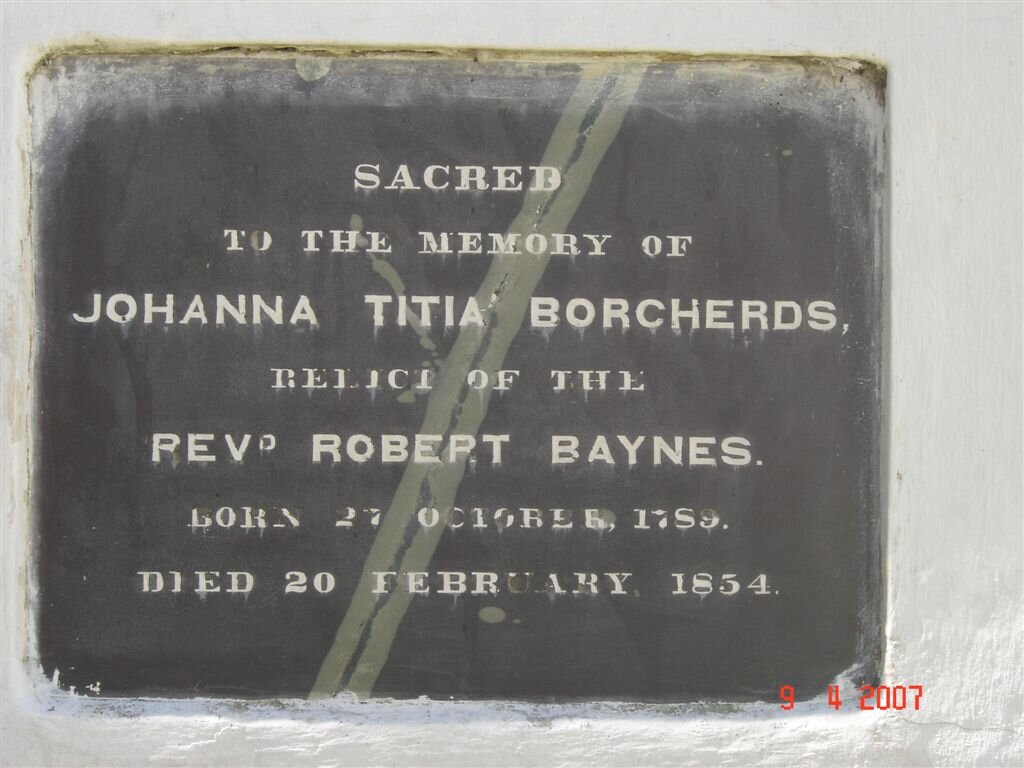 SACRED
TO THE MEMORY OF
JOHANNA TITIA BORCHERDS,
RELICT OF THE
REVD ROBERT BAYNES.
BORN 27 OCTOBER, 1789.
DIED 20 FEBRUARY, 1854.
9 4 2007